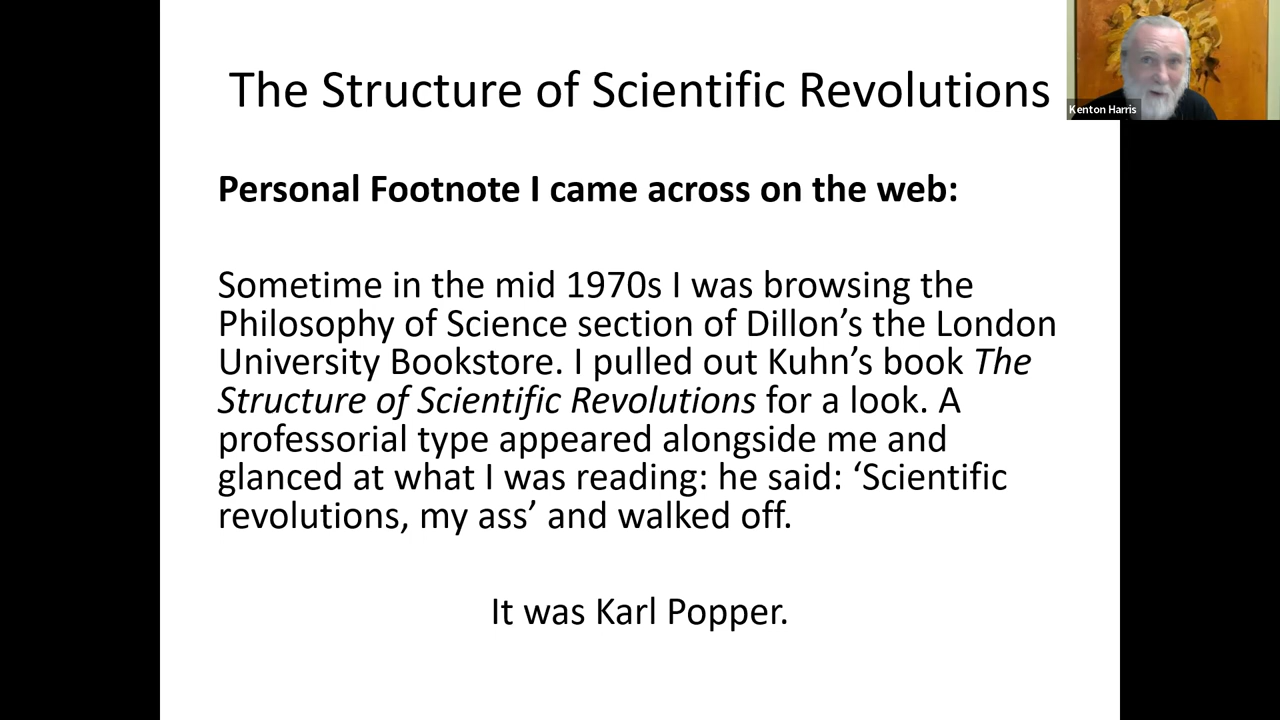 The Structure of Scientific Revolutions
Kenton Harris
Personal Footnote I came across on the web:
Sometime in the mid 1970s I was browsing the
Philosophy of Science section of Dillon’s the London
University Bookstore. I pulled out Kuhn’s book The
Structure of Scientific Revolutions for a look. A
professorial type appeared alongside me and
glanced at what I was reading: he said: ‘Scientific
revolutions, my ass’ and walked off.
It was Karl Popper.